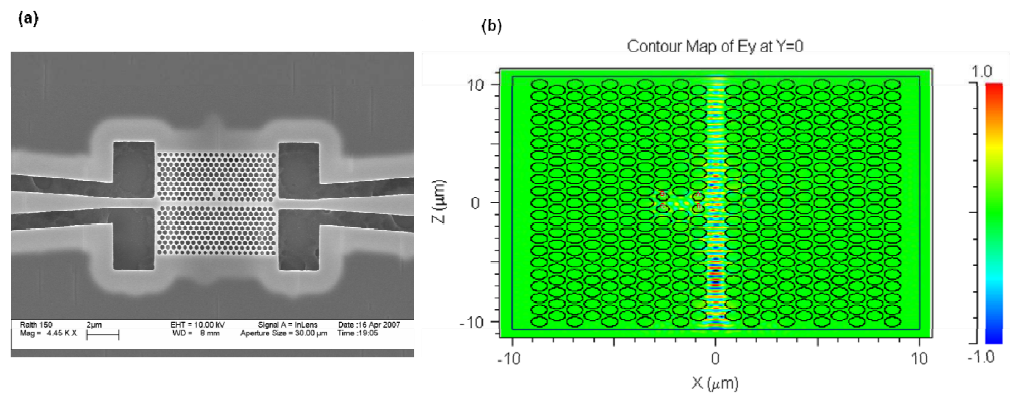 (a)
(b)
Raith 150
Mag = 4.45 K X
2µm
EHT = 10.00 kV
WD = 8 mm
Signal A = InLens
Aperture Size = 30.00 µm
Date :16 Apr 2007
Time :19:05
Contour Map of Ey at Y=0
10
0
-10
Z (µm)
-10
0
10
X (µm)
1.0
-1.0